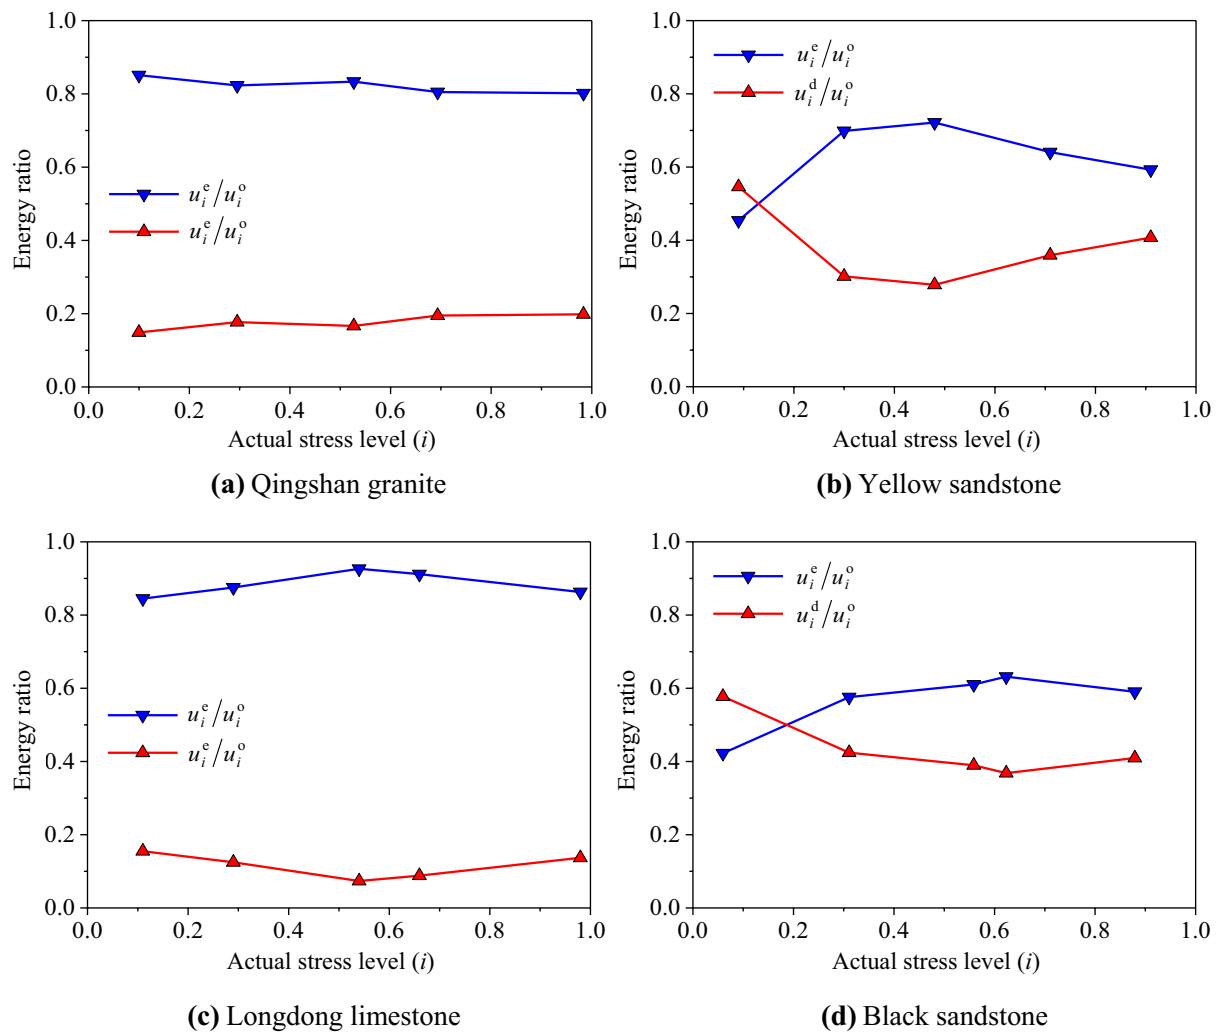 1.0
0.8
0.6
0.4
0.2
0.0
Energy ratio
u_i^e/u_i^o
u_i^e/u_i^o
0.0 0.2 0.4 0.6 0.8 1.0
Actual stress level (i)
(a) Qingshan granite
1.0
0.8
0.6
0.4
0.2
0.0
Energy ratio
u_i^e/u_i^o
u_i^d/u_i^o
0.0 0.2 0.4 0.6 0.8 1.0
Actual stress level (i)
(b) Yellow sandstone
1.0
0.8
0.6
0.4
0.2
0.0
Energy ratio
u_i^e/u_i^o
u_i^e/u_i^o
0.0 0.2 0.4 0.6 0.8 1.0
Actual stress level (i)
(c) Longdong limestone
1.0
0.8
0.6
0.4
0.2
0.0
Energy ratio
u_i^e/u_i^o
u_i^d/u_i^o
0.0 0.2 0.4 0.6 0.8 1.0
Actual stress level (i)
(d) Black sandstone